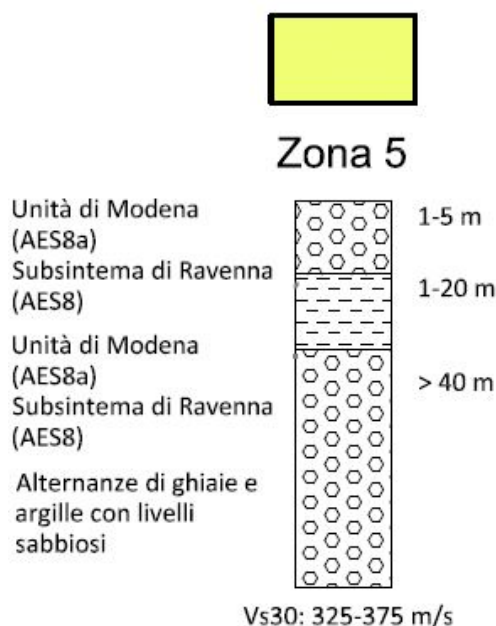 Zona 5
Unità di Modena
(AES8a)
Subsintema di Ravenna
(AES8)
1-5 m
1-20 m
Unità di Modena
(AES8a)
Subsintema di Ravenna
(AES8)
> 40 m
Alternanze di ghiaie e
argille con livelli
sabbiosi
Vs30: 325-375 m/s